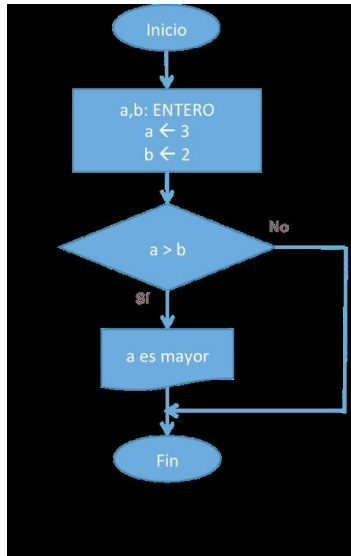 Inicio
a,b: ENTERO
a ← 3
b ← 2
a > b
No
Sí
a es mayor
Fin